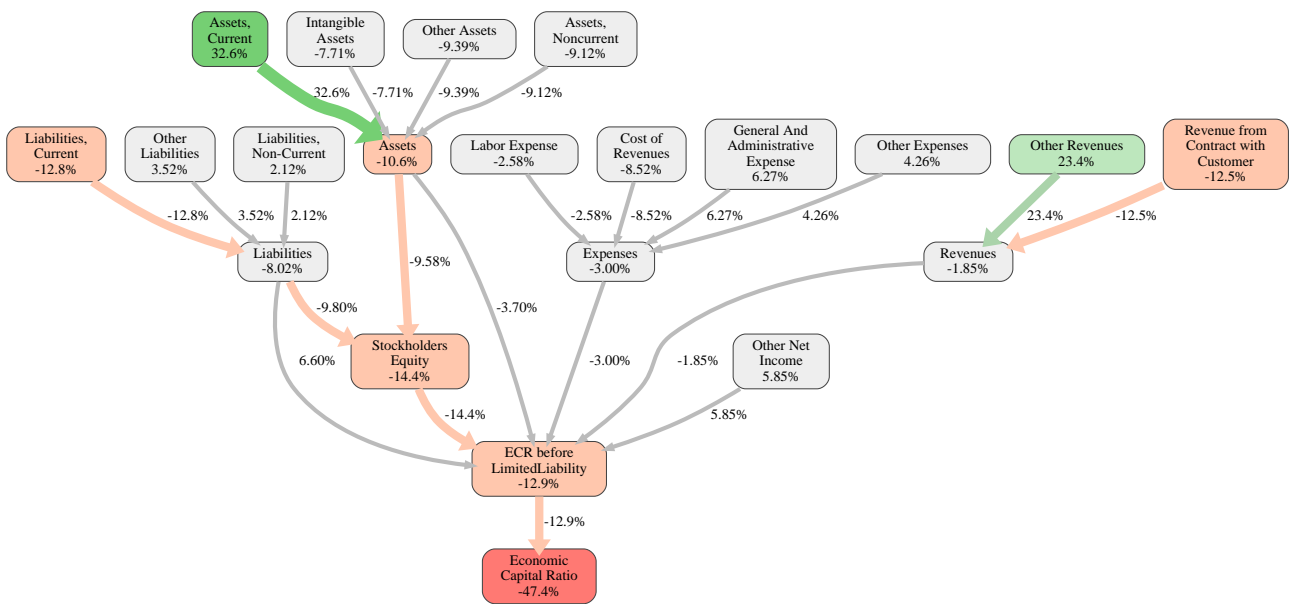 Assets,
Current
32.6%
Intangible
Assets
-7.71%
Other Assets
-9.39%
Assets,
Noncurrent
-9.12%
32.6%
-7.71%
-9.39%
-9.12%
Liabilities,
Current
-12.8%
Other
Liabilities
3.52%
Liabilities,
Non-Current
2.12%
Assets
-10.6%
Labor Expense
-2.58%
Cost of
Revenues
-8.52%
General And
Administrative
Expense
6.27%
Other Expenses
4.26%
Other Revenues
23.4%
Revenue from
Contract with
Customer
-12.5%
-12.8%
3.52%
2.12%
-2.58%
-8.52%
6.27%
4.26%
23.4%
-12.5%
Liabilities
-8.02%
-9.58%
Expenses
-3.00%
Revenues
-1.85%
-9.80%
-3.70%
Stockholders
Equity
-14.4%
6.60%
-3.00%
-1.85%
Other Net
Income
5.85%
-14.4%
5.85%
ECR before
LimitedLiability
-12.9%
-12.9%
Economic
Capital Ratio
-47.4%